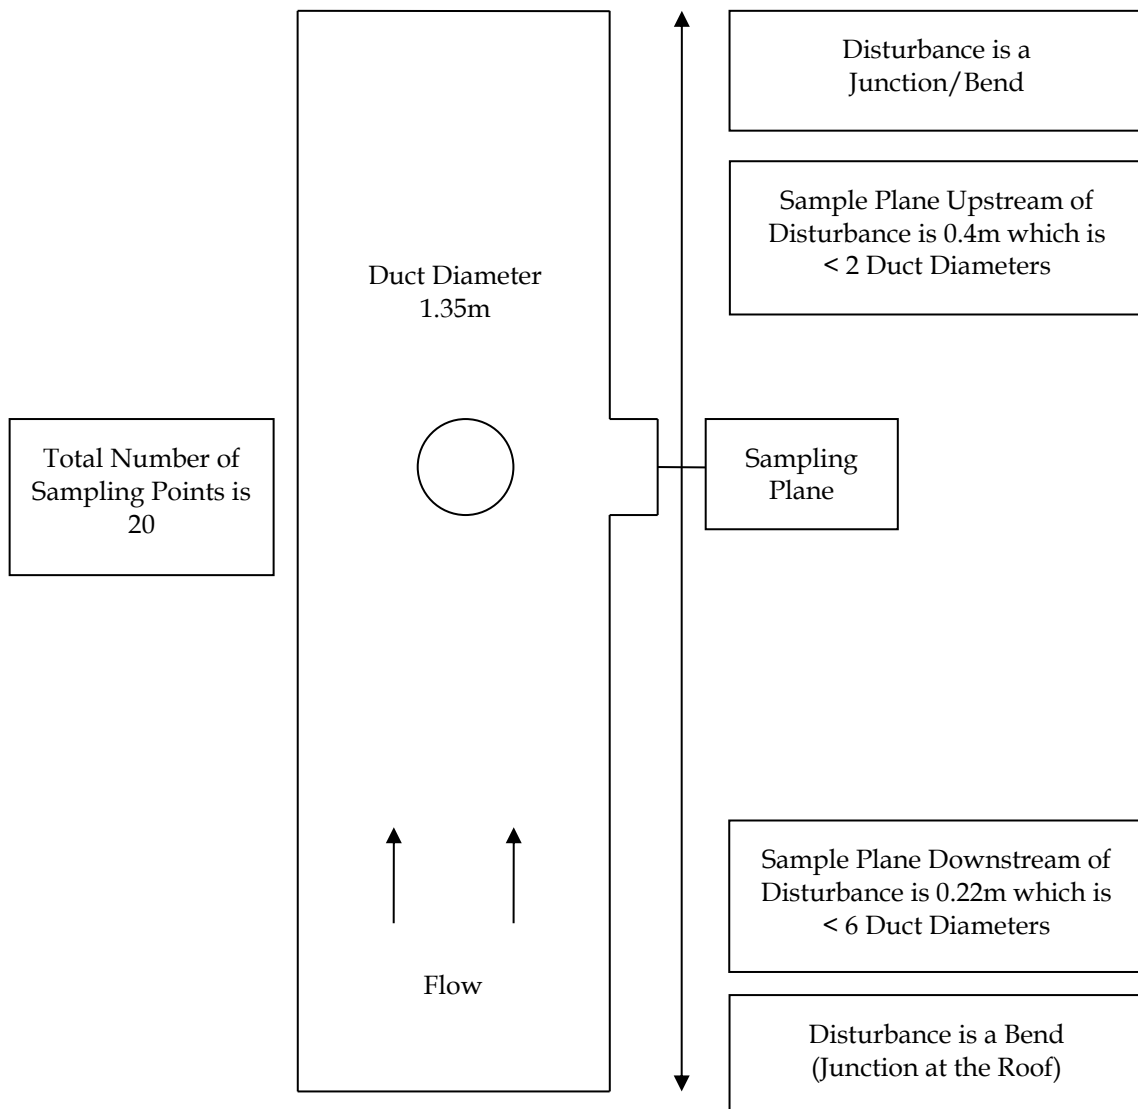 Disturbance is a
Junction/Bend
Sample Plane Upstream of
Disturbance is 0.4m which is
< 2 Duct Diameters
Duct Diameter
1.35m
Total Number of
Sampling Points is
20
Sampling
Plane
Sample Plane Downstream of
Disturbance is 0.22m which is
< 6 Duct Diameters
Flow
Disturbance is a Bend
(Junction at the Roof)